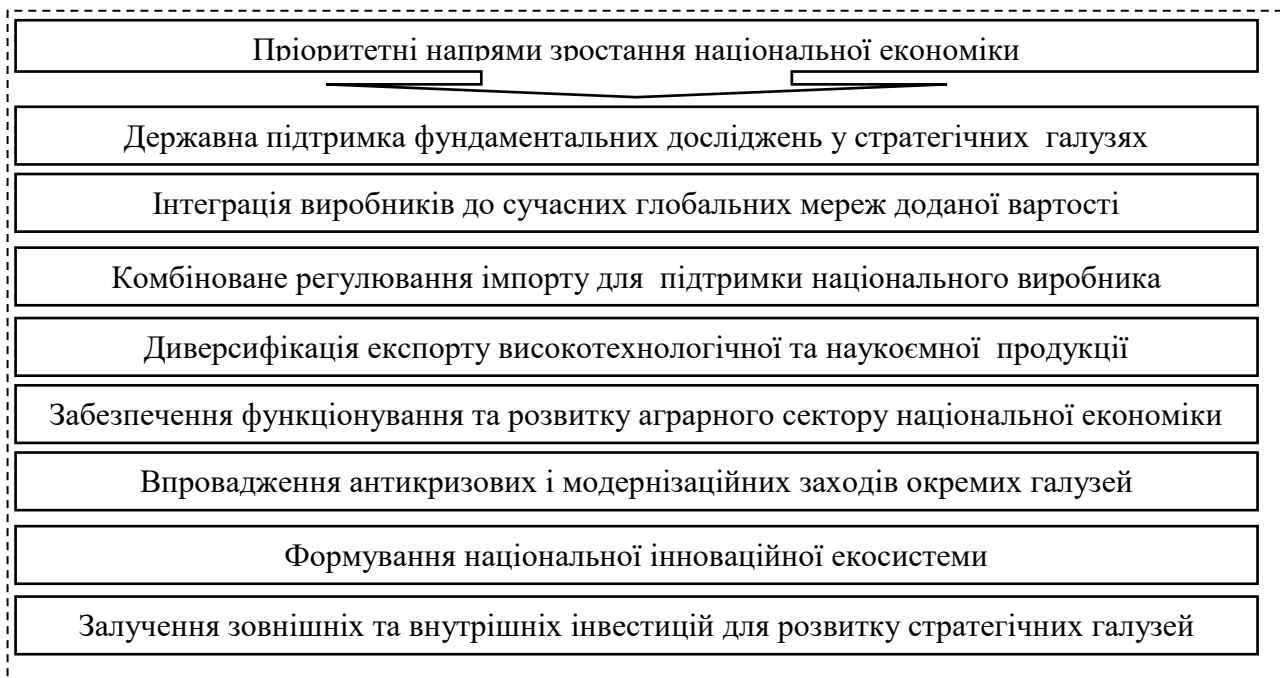 Пріоритетні напрями зростання національної економіки
Державна підтримка фундаментальних досліджень у стратегічних галузях
Інтеграція виробників до сучасних глобальних мереж доданої вартості
Комбіноване регулювання імпорту для підтримки національного виробника
Диверсифікація експорту високотехнологічної та наукоємної продукції
Забезпечення функціонування та розвитку аграрного сектору національної економіки
Впровадження антикризових і модернізаційних заходів окремих галузей
Формування національної інноваційної екосистеми
Залучення зовнішніх та внутрішніх інвестицій для розвитку стратегічних галузей